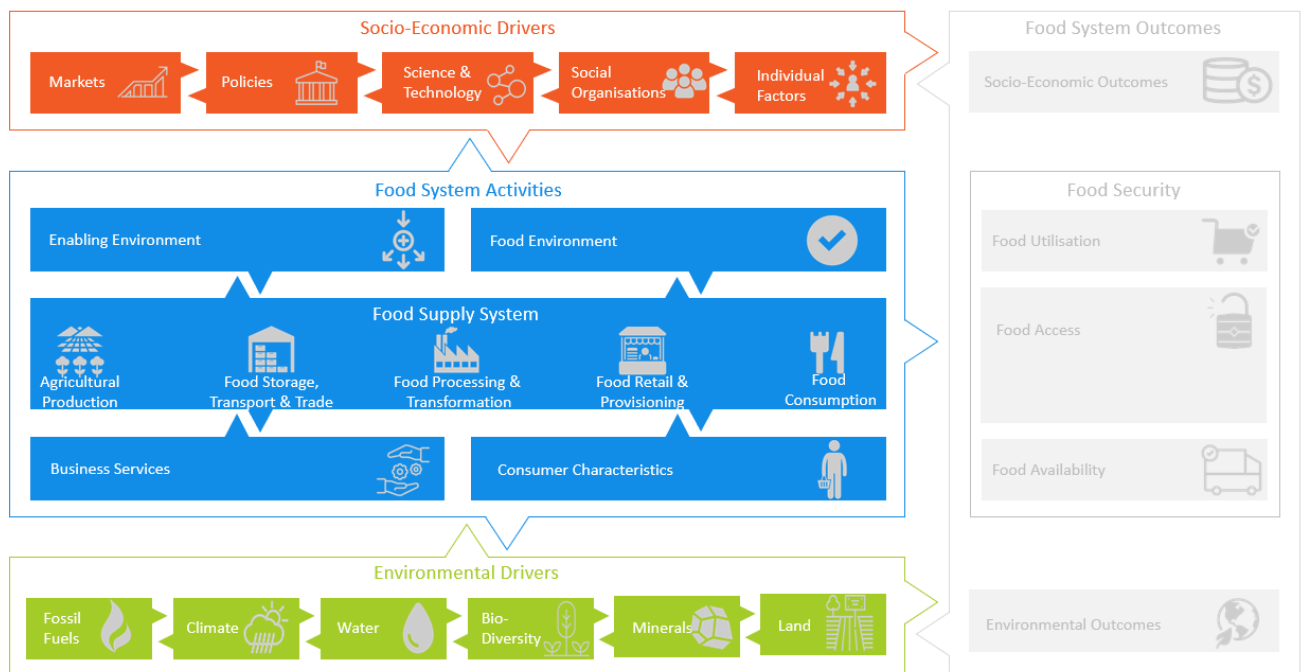 Socio-Economic Drivers
Markets
Policies
Science &
Technology
Social
Organisations
Individual
Factors
Food System Activities
Enabling Environment
Food Environment
Food Supply System
Agricultural
Production
Food Storage,
Transport & Trade
Food Processing &
Transformation
Food Retail &
Provisioning
Food
Consumption
Business Services
Consumer Characteristics
Environmental Drivers
Fossil
Fuels
Climate
Water
Bio-
Diversity
Minerals
Land
Food System Outcomes
Socio-Economic Outcomes
Food Security
Food Utilisation
Food Access
Food Availability
Environmental Outcomes